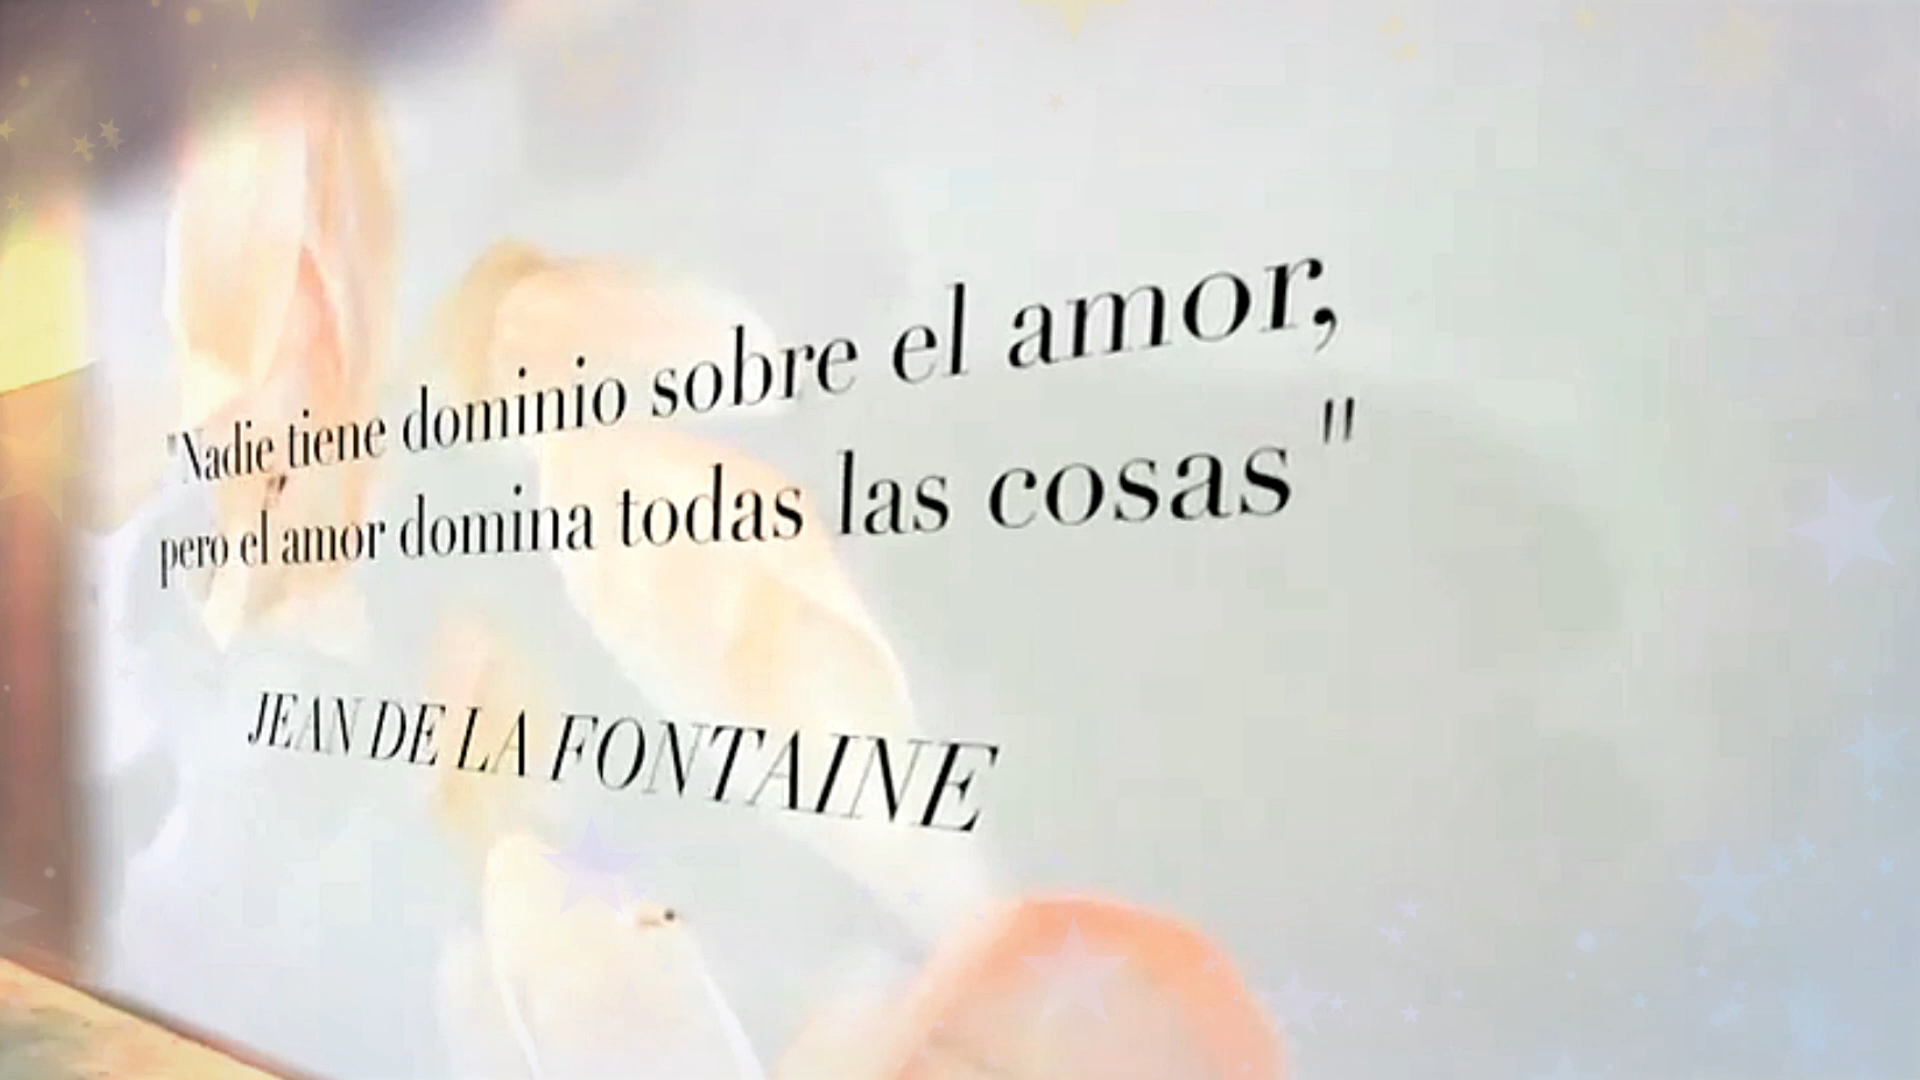 "Nadie tiene dominio sobre el amor,
pero el amor domina todas las cosas"
JEAN DE LA FONTAINE